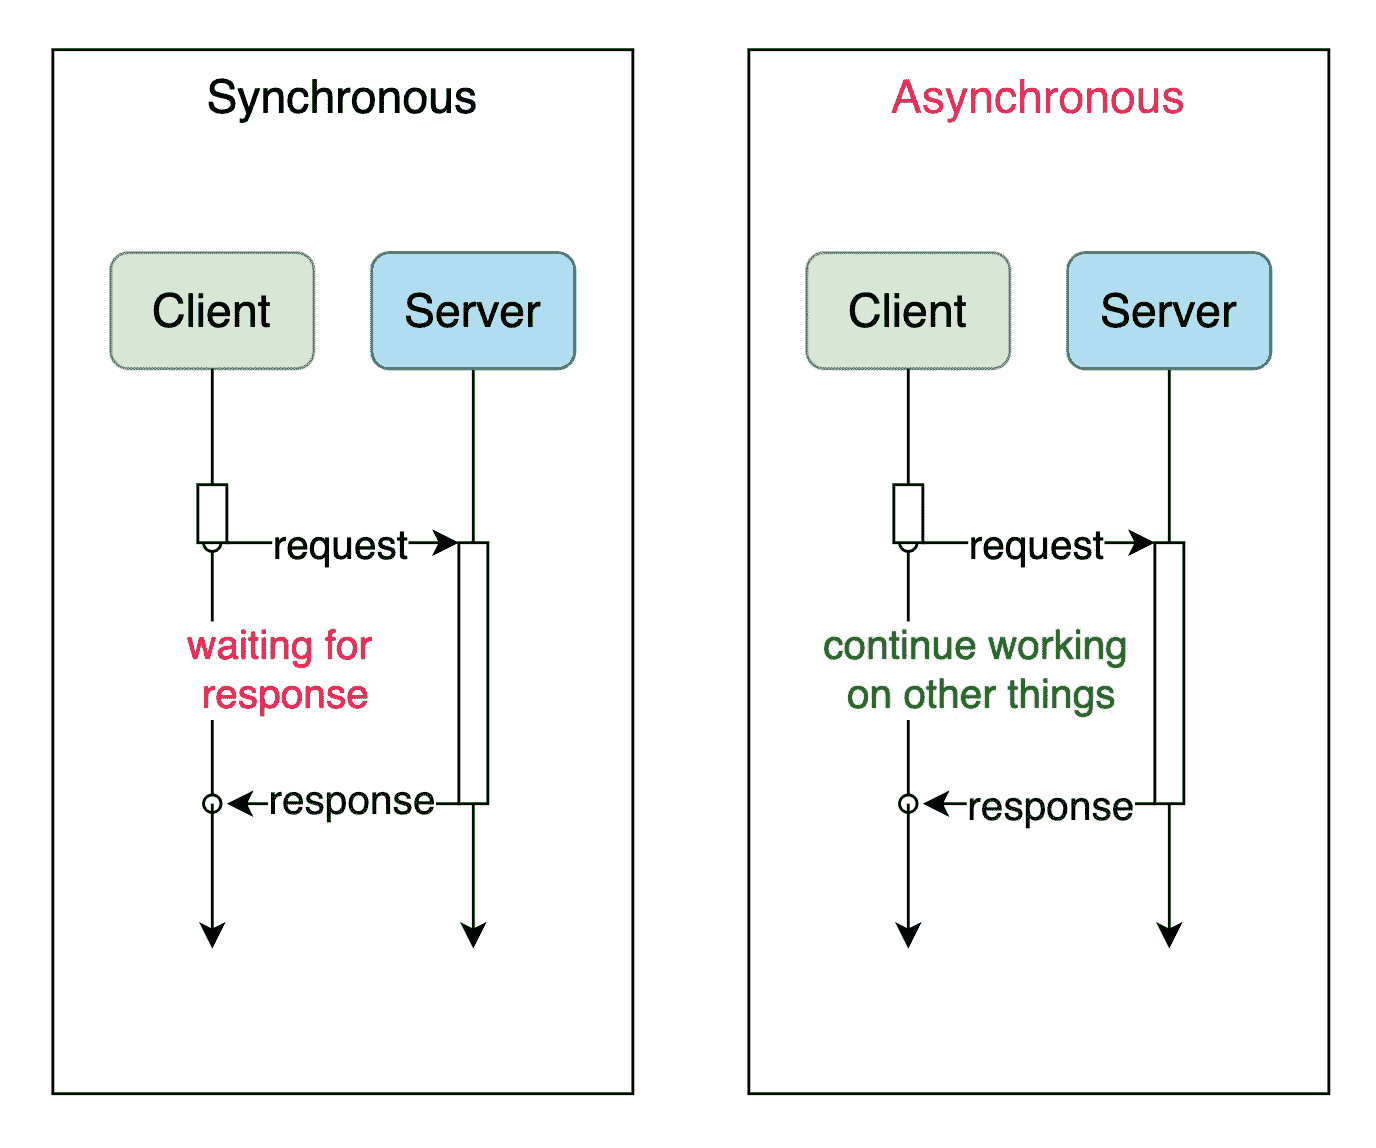 Synchronous
Client
Server
request
waiting for
response
response
Asynchronous
Client
Server
request
continue working
on other things
response